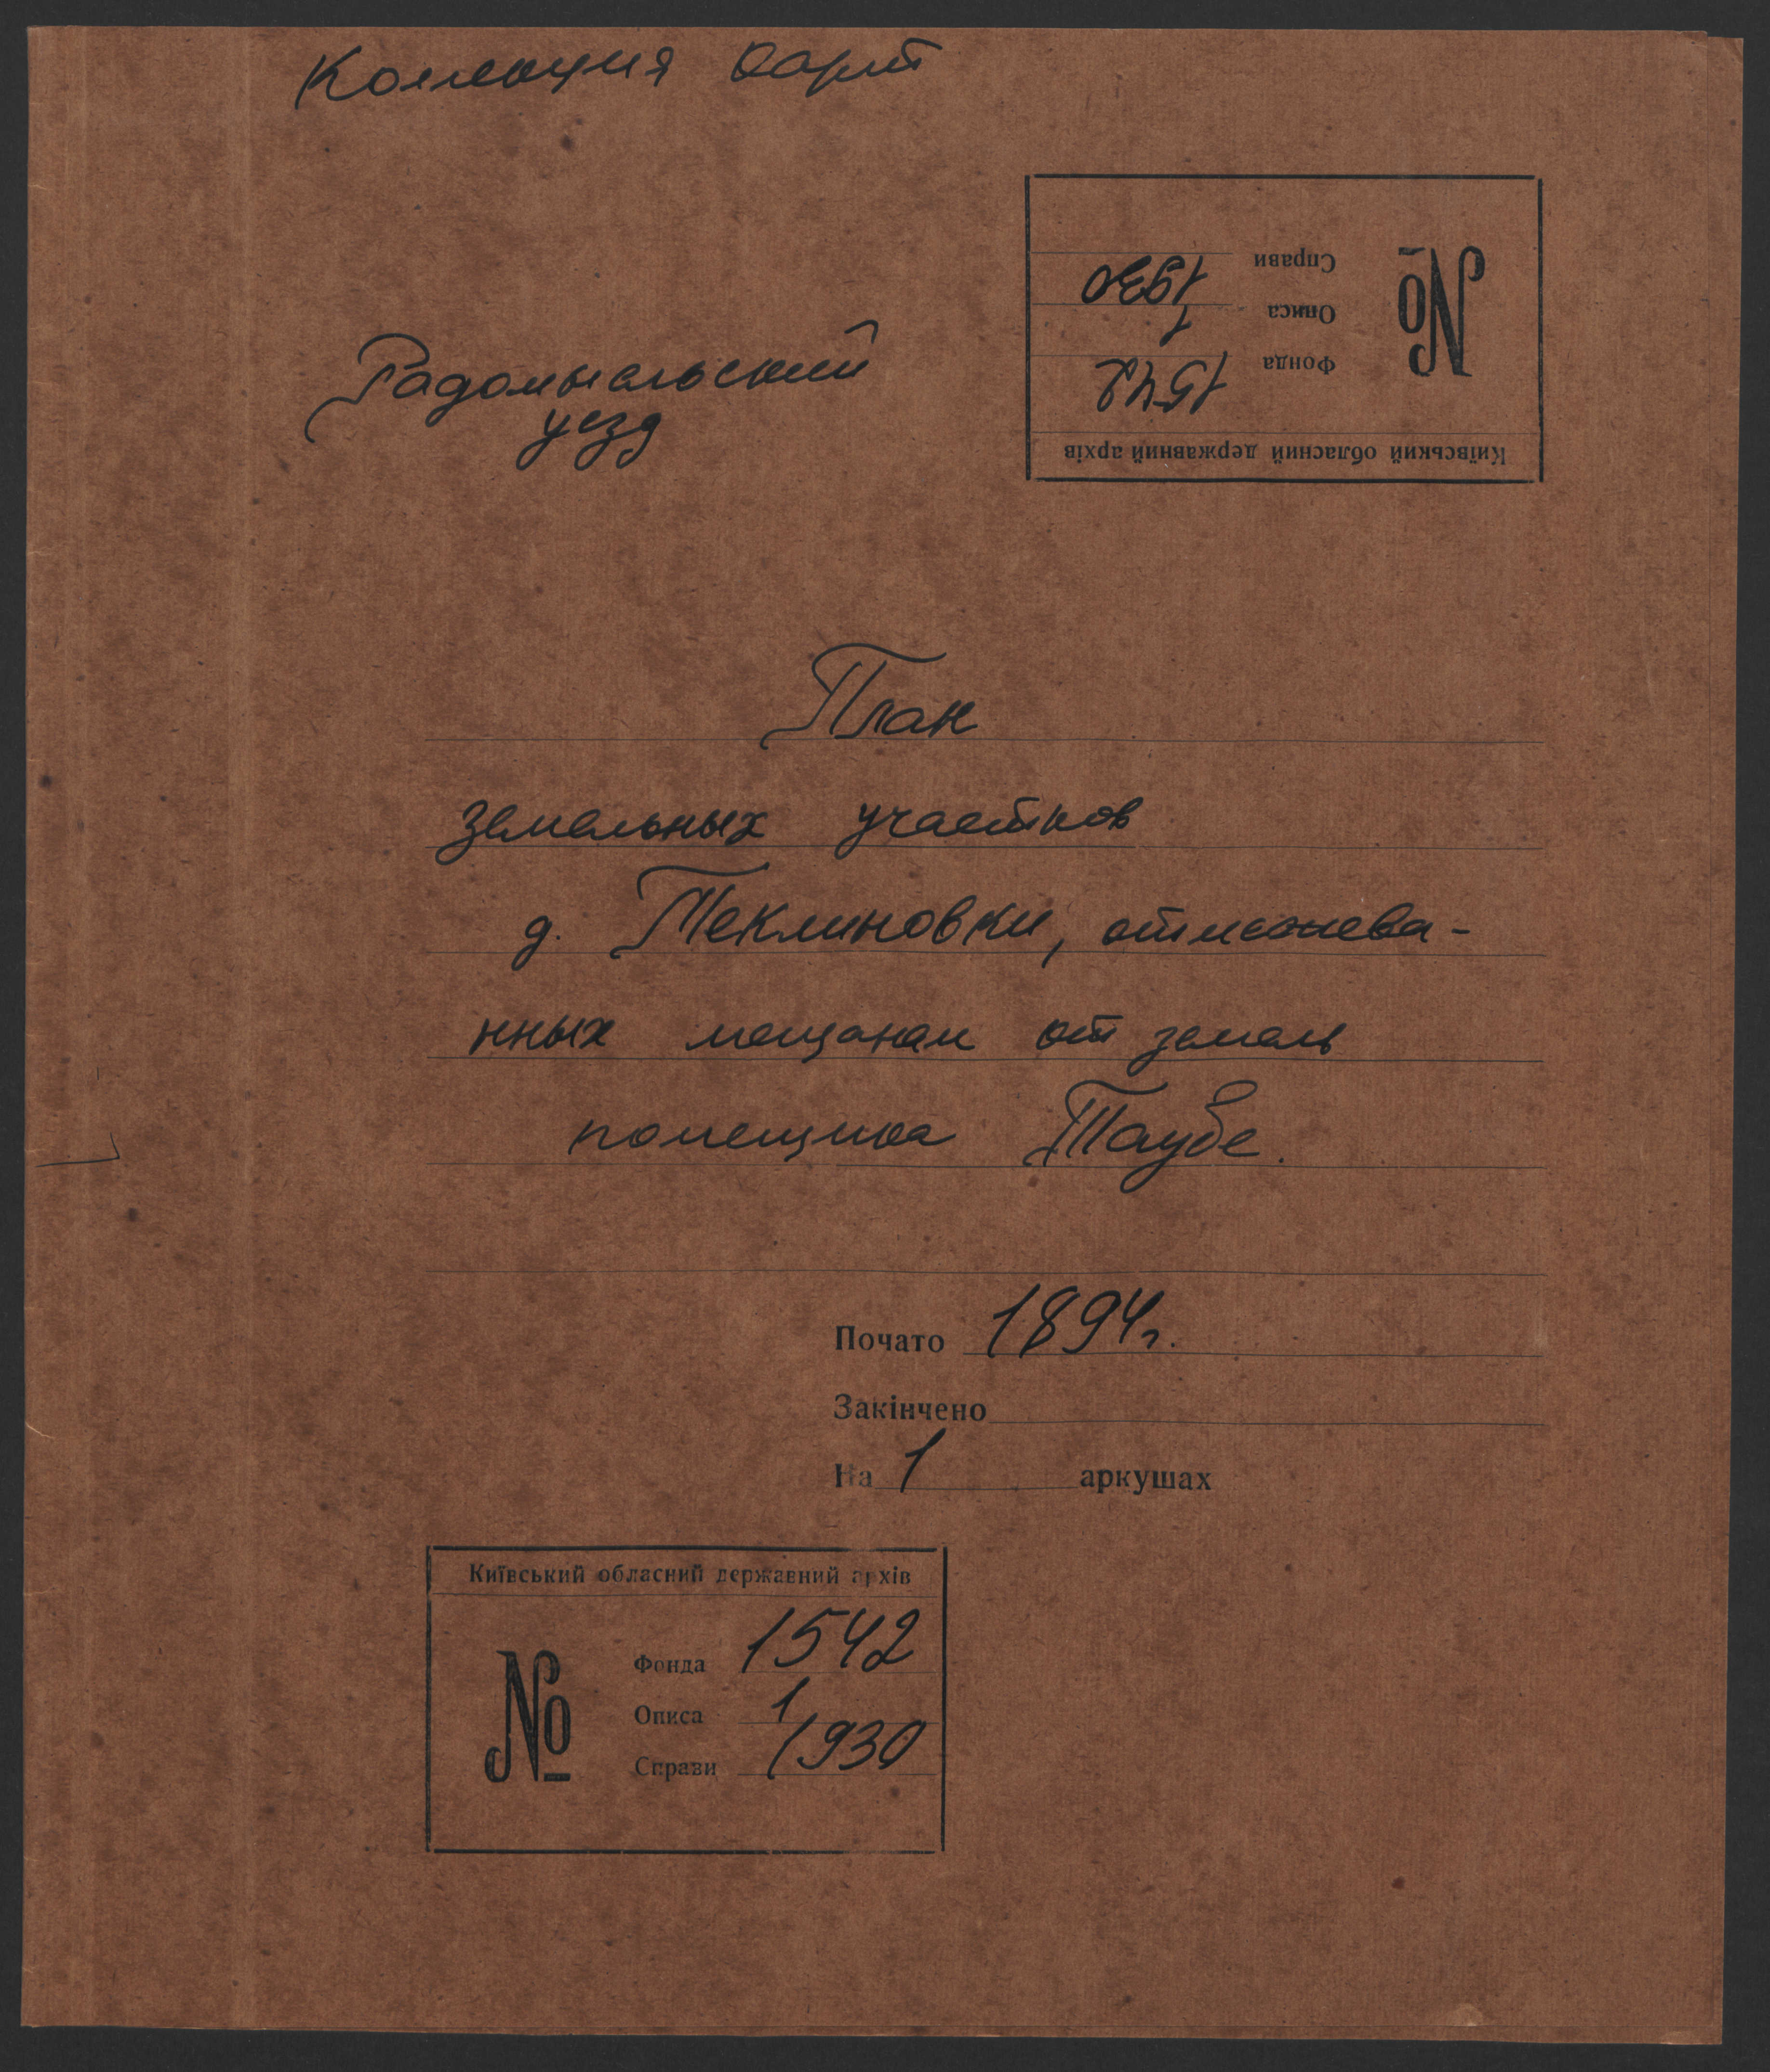 Коллекция карт
Київський обласний державний архів
№
Фонда 1542
Описа 1
Справи 1930
Радомысльский
уезд
План
земельных участков
д. Теклиновки, отмежева-
нных мещанам от земель
помещика Таубе.
Почато 1894 г.
Закінчено
На 1 аркушах
Київський обласний державний архів
№
Фонда 1542
Описа 1
Справи 1930